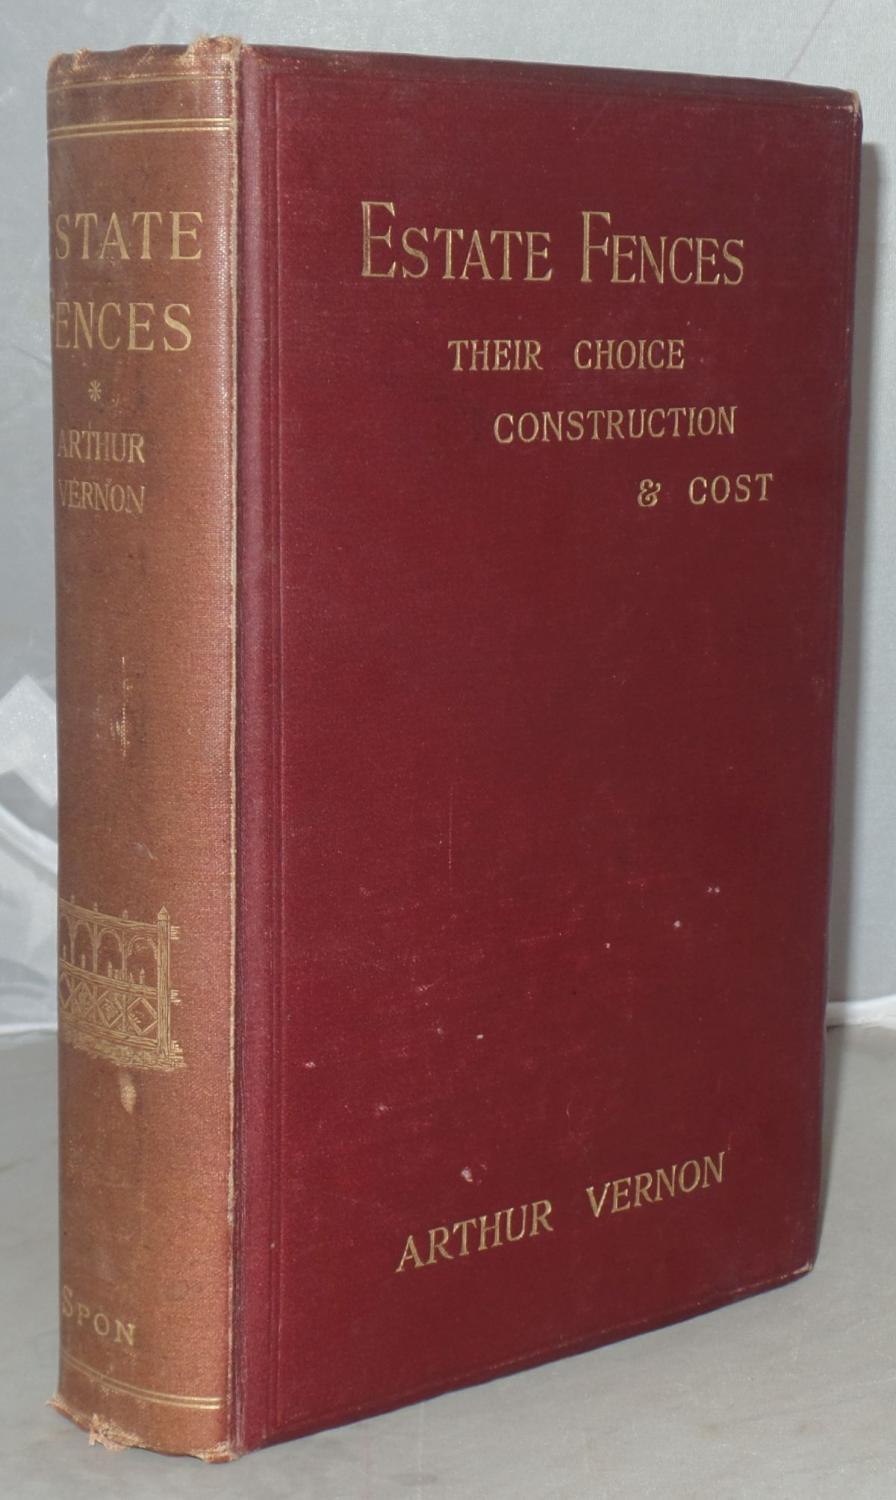 ESTATE
FENCES
*
ARTHUR
VERNON
SPON
ESTATE FENCES
THEIR CHOICE
CONSTRUCTION
& COST
ARTHUR VERNON